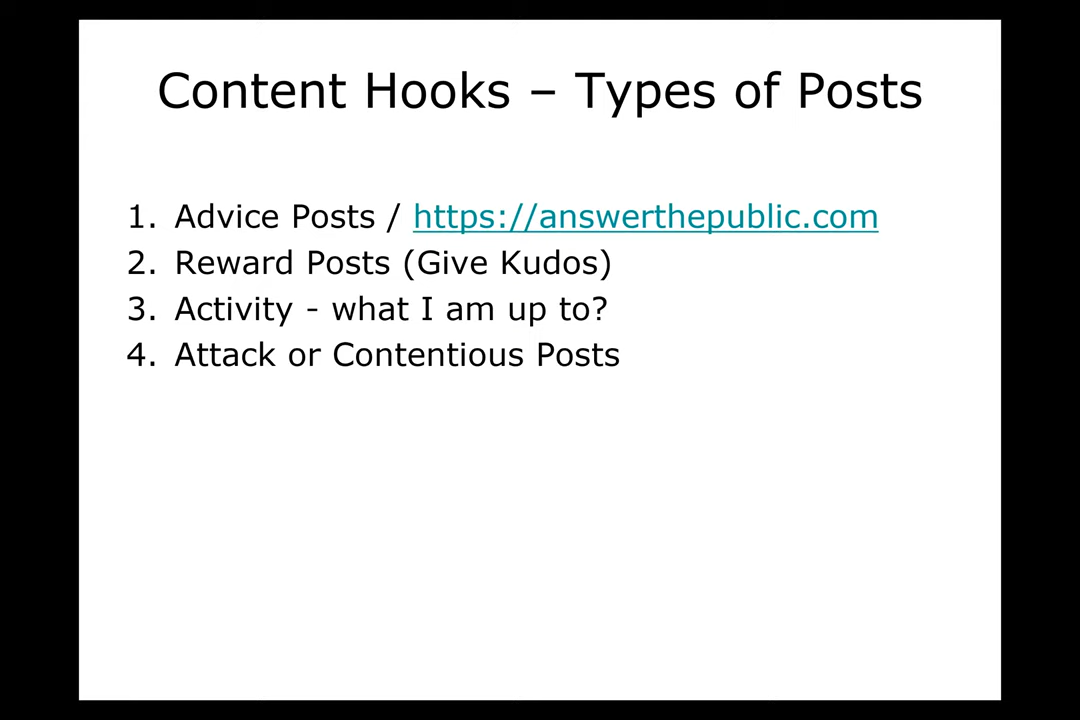 Content Hooks – Types of Posts
1. Advice Posts / https://answerthepublic.com
2. Reward Posts (Give Kudos)
3. Activity - what I am up to?
4. Attack or Contentious Posts